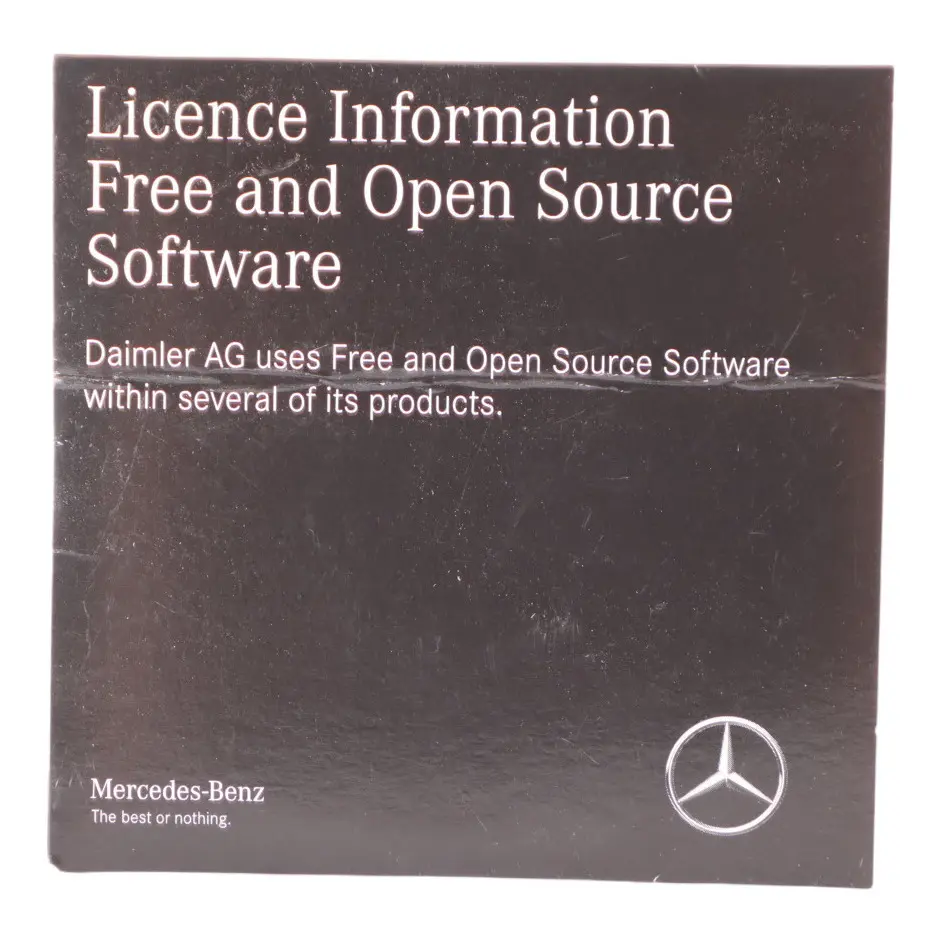 Licence Information
Free and Open Source
Software
Daimler AG uses Free and Open Source Software
within several of its products.
Mercedes-Benz
The best or nothing.